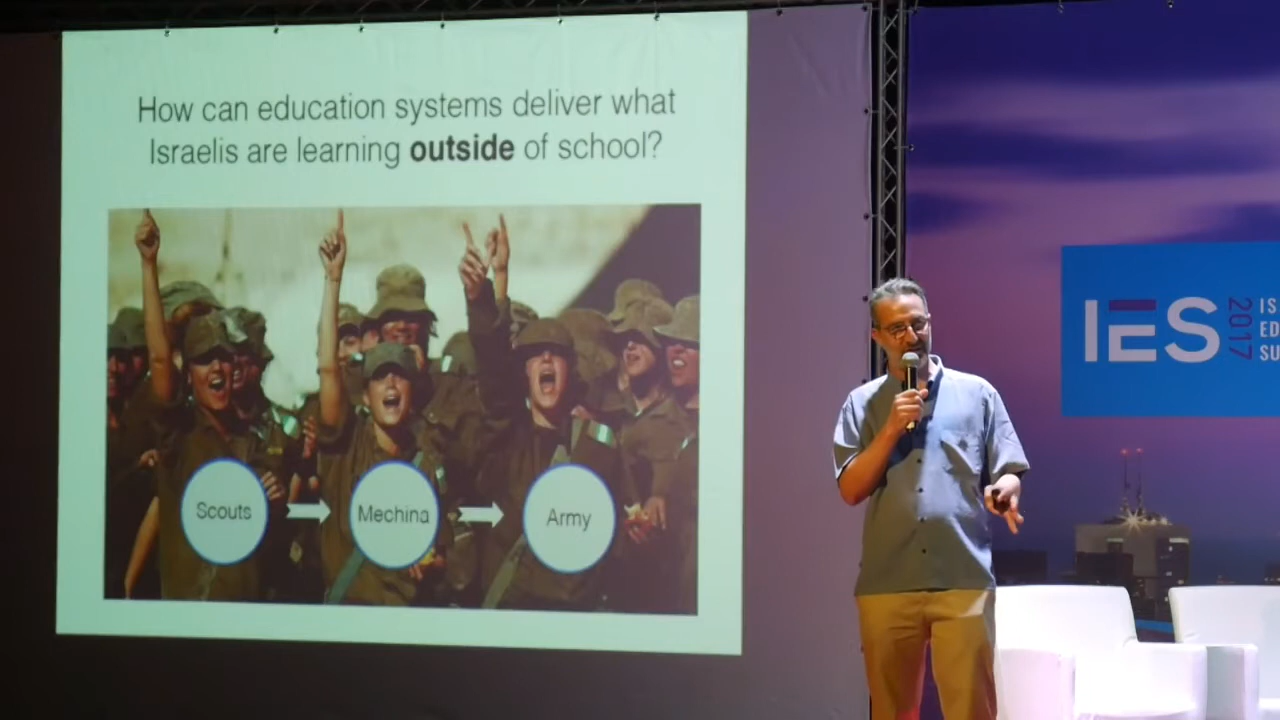 How can education systems deliver what
Israelis are learning outside of school?
Scouts
Mechina
Army
IES
2017
IS
ED
SU